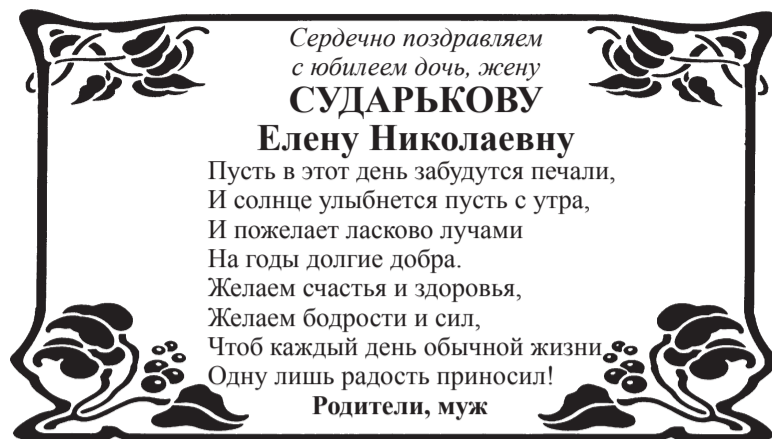 Сердечно поздравляем
с юбилеем дочь, жену
СУДАРЬКОВУ
Елену Николаевну
Пусть в этот день забудутся печали,
И солнце улыбнется пусть с утра,
И пожелает ласково лучами
На годы долгие добра.
Желаем счастья и здоровья,
Желаем бодрости и сил,
Чтоб каждый день обычной жизни
Одну лишь радость приносил!
Родители, муж